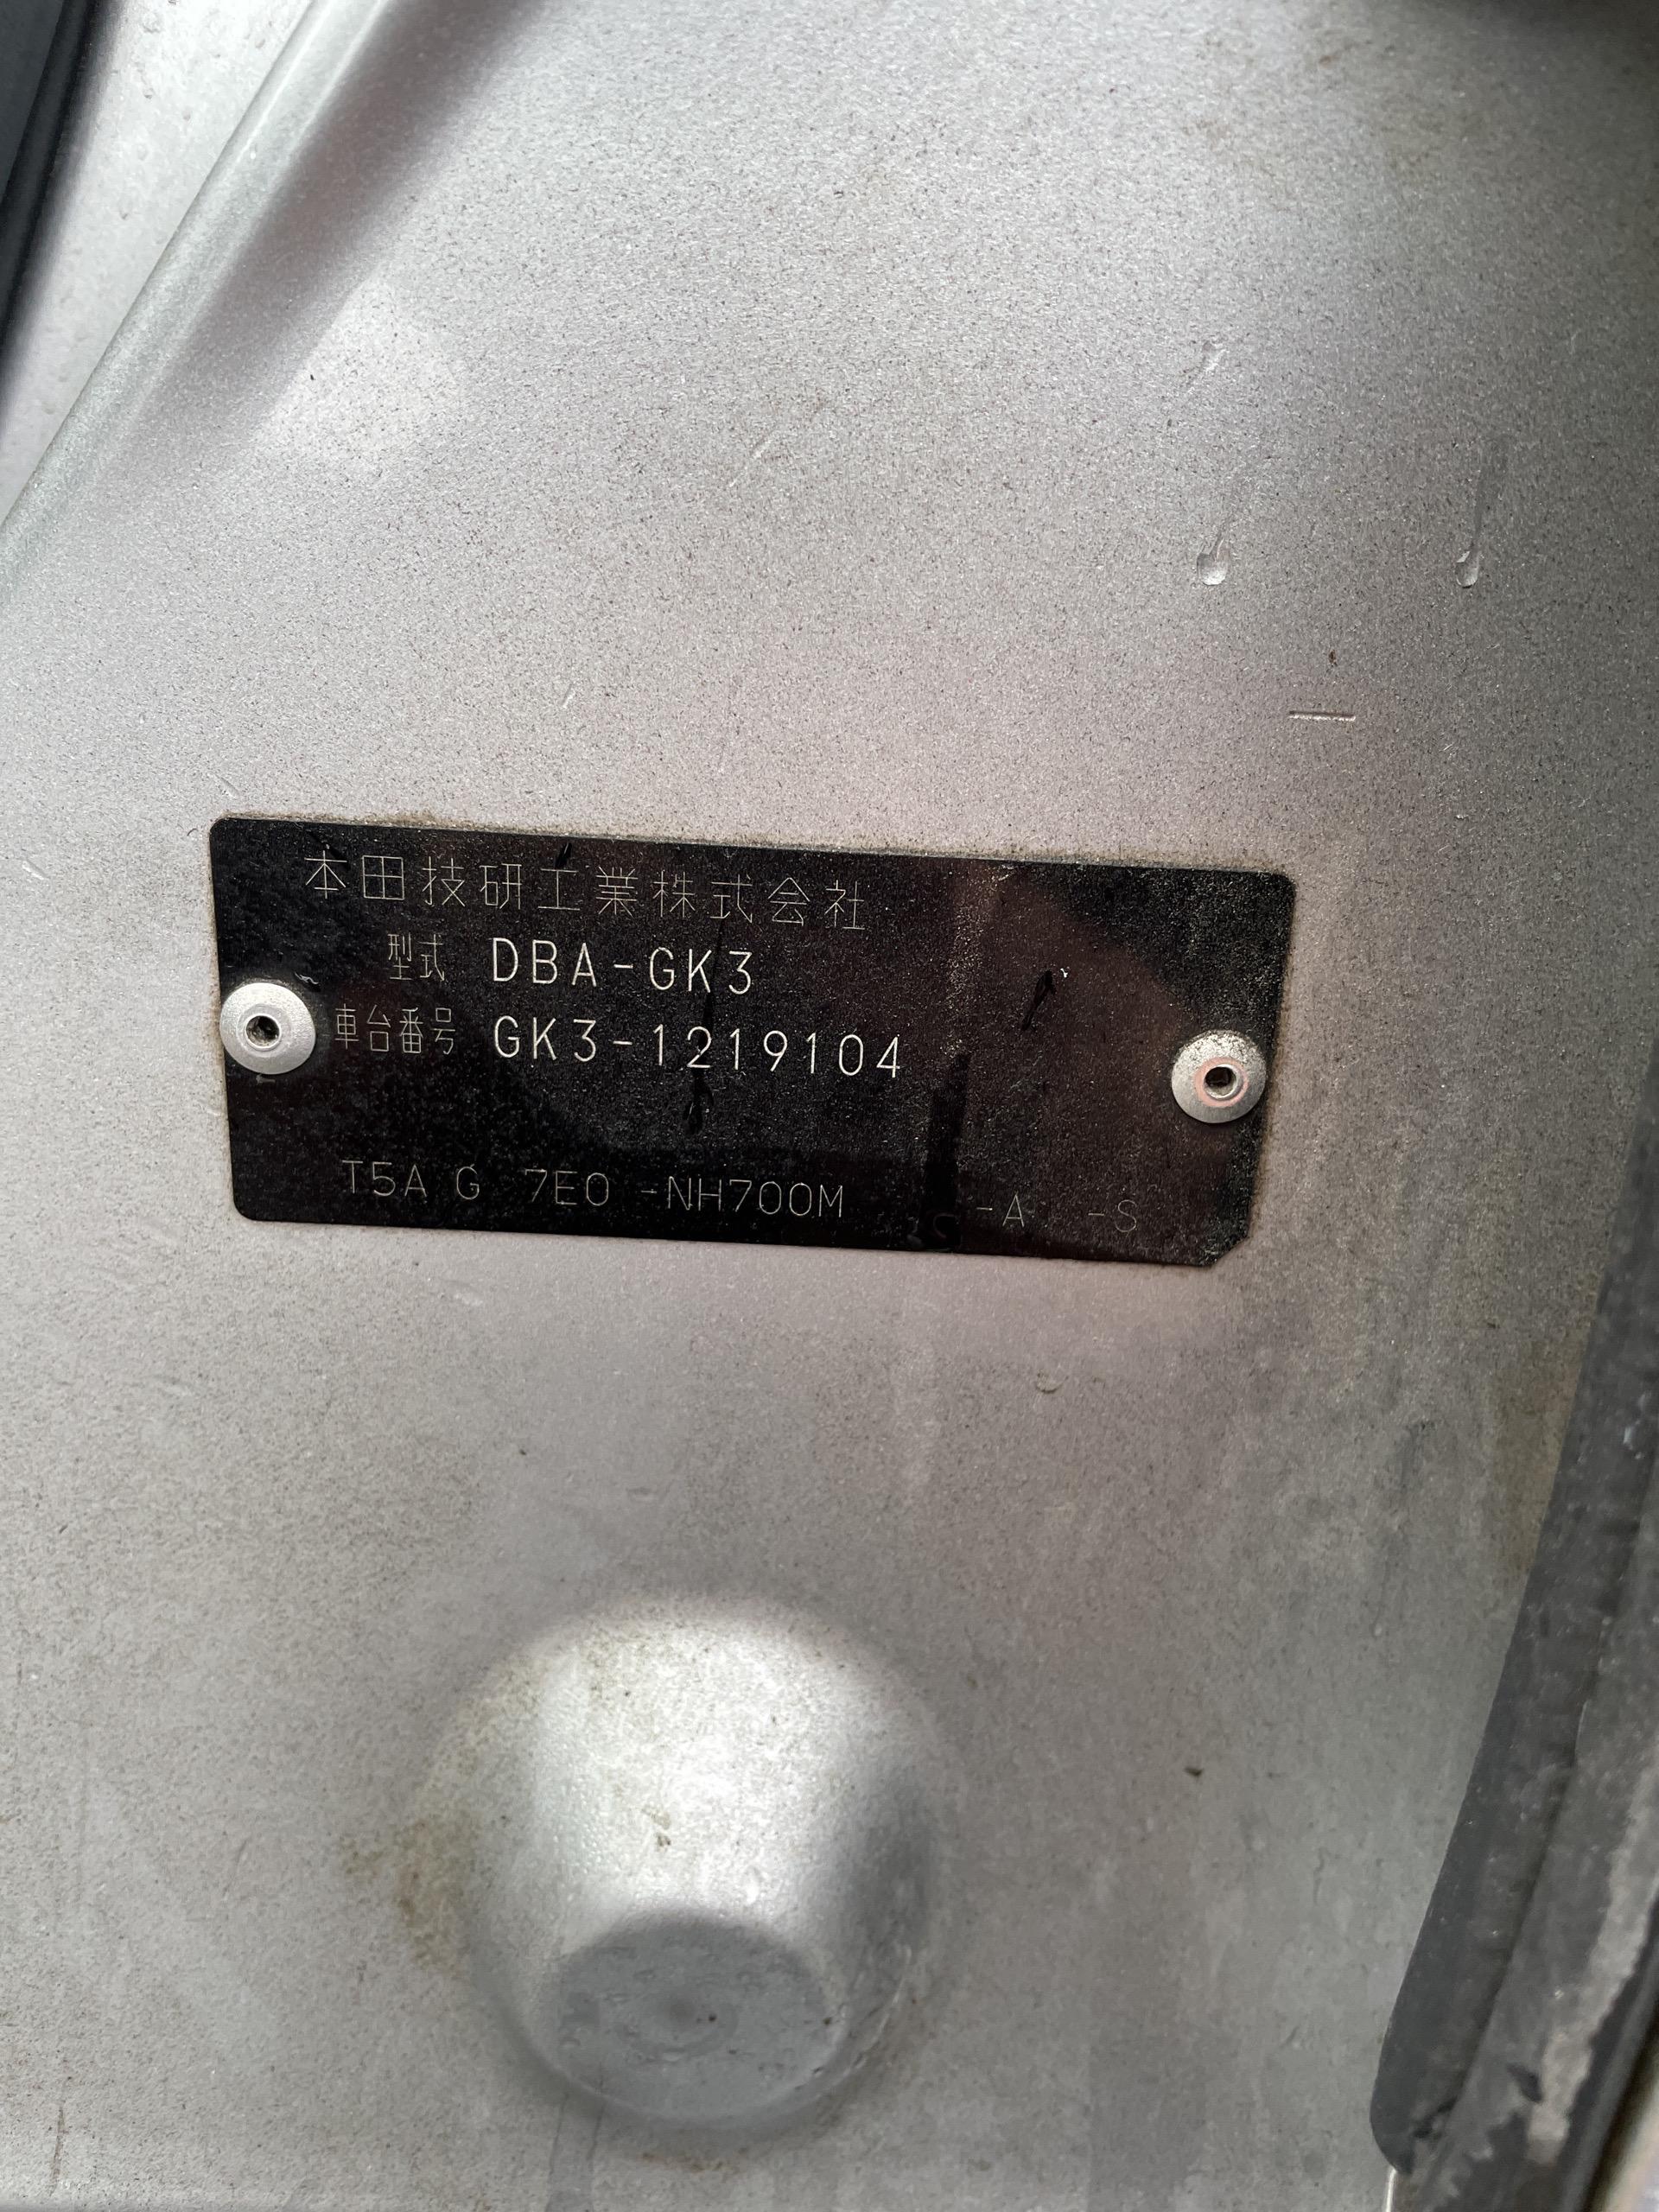 本田技研工業株式会社
型式 DBA-GK3
車台番号 GK3-1219104
T5A G 7E0 -NH700M -A -S